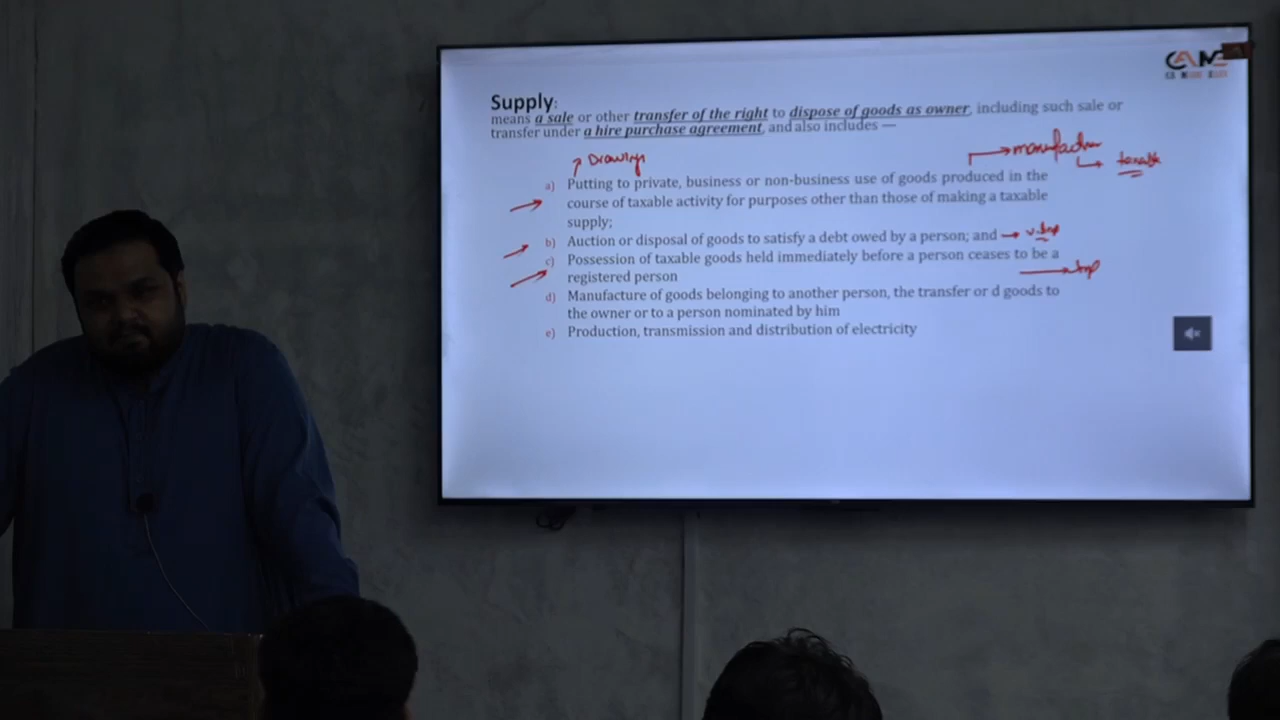 Supply:
means a sale or other transfer of the right to dispose of goods as owner, including such sale or
transfer under a hire purchase agreement, and also includes —
Drawings
manufacture
taxable
a) Putting to private, business or non-business use of goods produced in the
course of taxable activity for purposes other than those of making a taxable
supply;
b) Auction or disposal of goods to satisfy a debt owed by a person; and
c) Possession of taxable goods held immediately before a person ceases to be a
registered person
d) Manufacture of goods belonging to another person, the transfer or d goods to
the owner or to a person nominated by him
e) Production, transmission and distribution of electricity